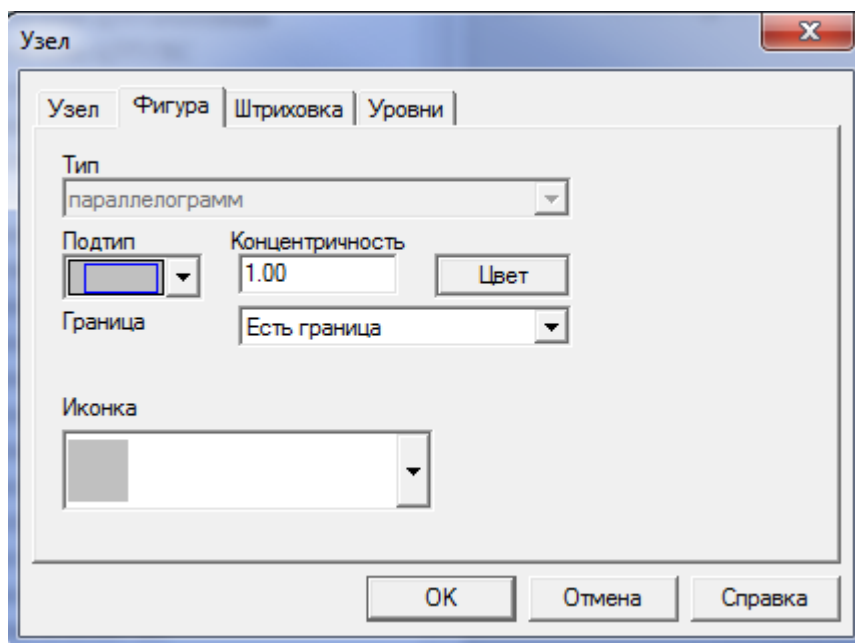 Узел
Узел Фигура Штриховка Уровни
Тип
параллелограмм
Подтип Концентричность
1.00 Цвет
Граница Есть граница
Иконка
OK Отмена Справка